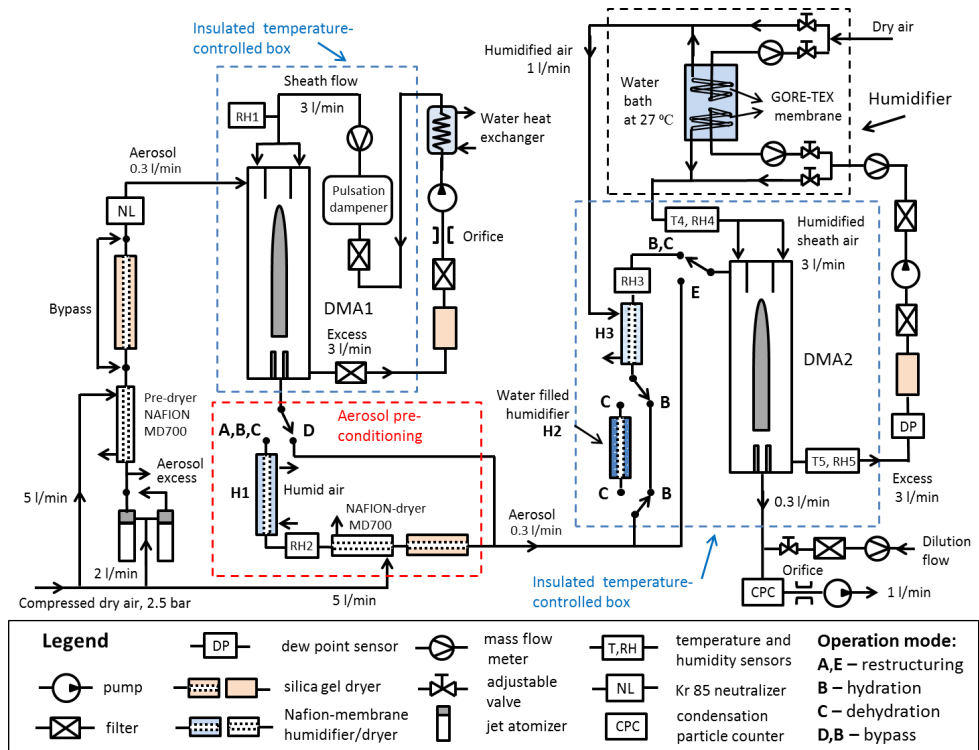 Insulated temperature-
controlled box
Sheath flow
3 l/min
RH1
Aerosol
0.3 l/min
NL
Bypass
Pre-dryer
NAFION
MD700
Aerosol
excess
5 l/min
2 l/min
Compressed dry air, 2.5 bar
Pulsation
dampener
DMA1
Excess
3 l/min
Water heat
exchanger
Orifice
Aerosol pre-
conditioning
D
A,B,C
H1
Humid air
RH2
NAFION-dryer
MD700
5 l/min
Aerosol
0.3 l/min
Humidified air
1 l/min
Water
bath
at 27 ⁰C
GORE-TEX
membrane
Dry air
Humidifier
T4, RH4
Humidified
sheath air
3 l/min
B,C
E
RH3
H3
B
C
Water filled
humidifier
H2
C
B
DMA2
DP
T5, RH5
Excess
3 l/min
0.3 l/min
Insulated temperature-
controlled box
Dilution
flow
Orifice
CPC
1 l/min
Legend
pump
filter
DP
dew point sensor
silica gel dryer
Nafion-membrane
humidifier/dryer
mass flow
meter
adjustable
valve
jet atomizer
T,RH
temperature and
humidity sensors
NL
Kr 85 neutralizer
CPC
condensation
particle counter
Operation mode:
A,E – restructuring
B – hydration
C – dehydration
D,B – bypass